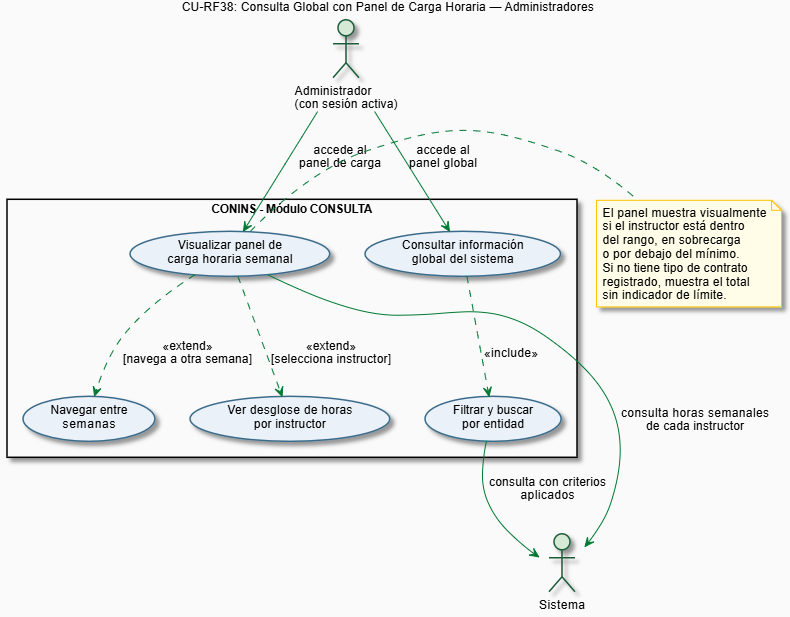 CU-RF38: Consulta Global con Panel de Carga Horaria — Administradores
Administrador
(con sesión activa)
accede al
panel de carga
accede al
panel global
CONINS - Módulo CONSULTA
El panel muestra visualmente
si el instructor está dentro
del rango, en sobrecarga
o por debajo del mínimo.
Si no tiene tipo de contrato
registrado, muestra el total
sin indicador de límite.
Visualizar panel de
carga horaria semanal
Consultar información
global del sistema
«extend»
[navega a otra semana]
«extend»
[selecciona instructor]
«include»
Navegar entre
semanas
Ver desglose de horas
por instructor
Filtrar y buscar
por entidad
consulta horas semanales
de cada instructor
consulta con criterios
aplicados
Sistema